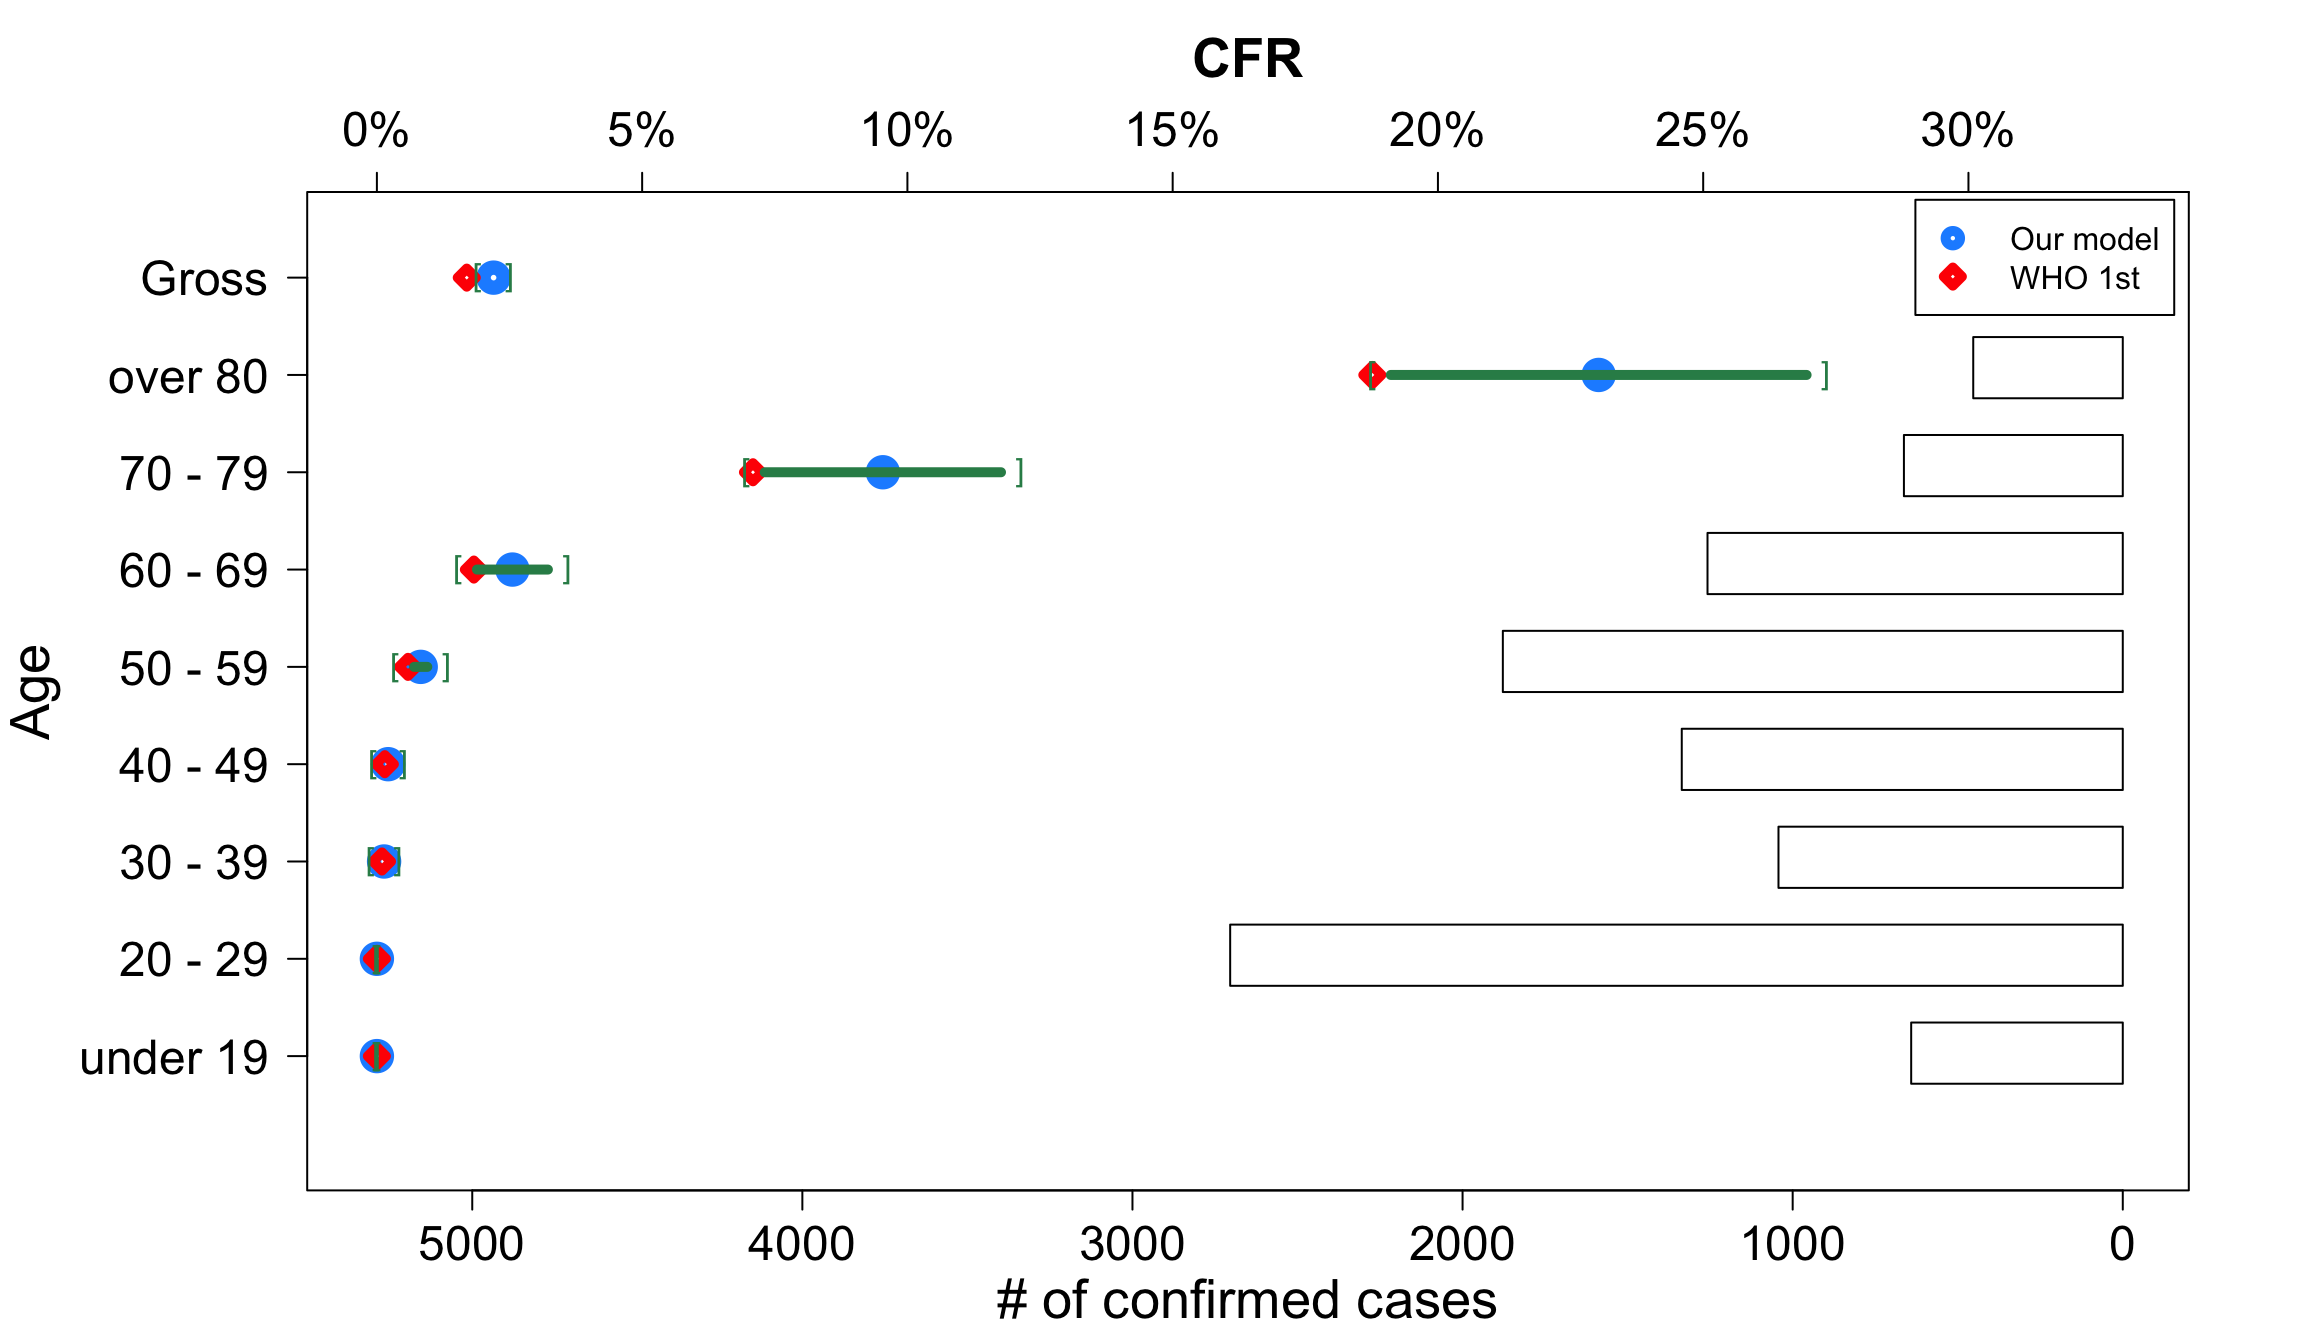 CFR
0% 5% 10% 15% 20% 25% 30%
Our model
WHO 1st
Gross
over 80
70 - 79
60 - 69
50 - 59
40 - 49
30 - 39
20 - 29
under 19
Age
5000 4000 3000 2000 1000 0
# of confirmed cases